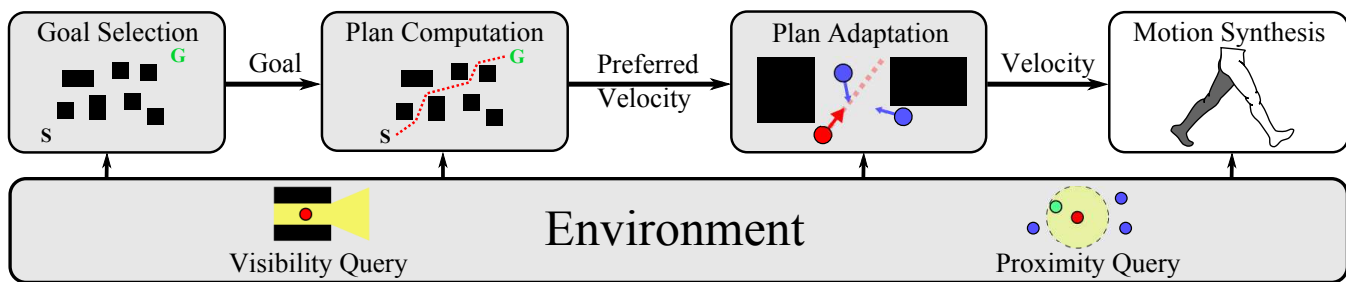 Goal Selection
G
S
Goal
Plan Computation
G
S
Preferred
Velocity
Plan Adaptation
Velocity
Motion Synthesis
Environment
Visibility Query
Proximity Query